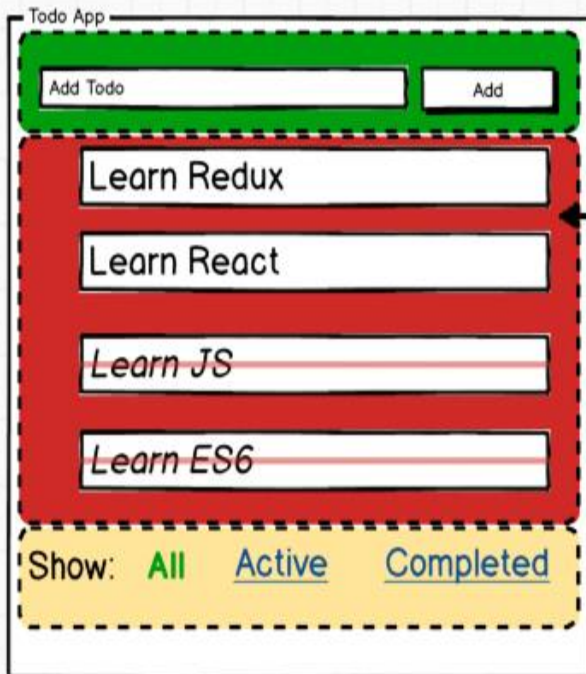 Todo App
Add Todo Add
Learn Redux
Learn React
Learn JS
Learn ES6
Show: All Active Completed